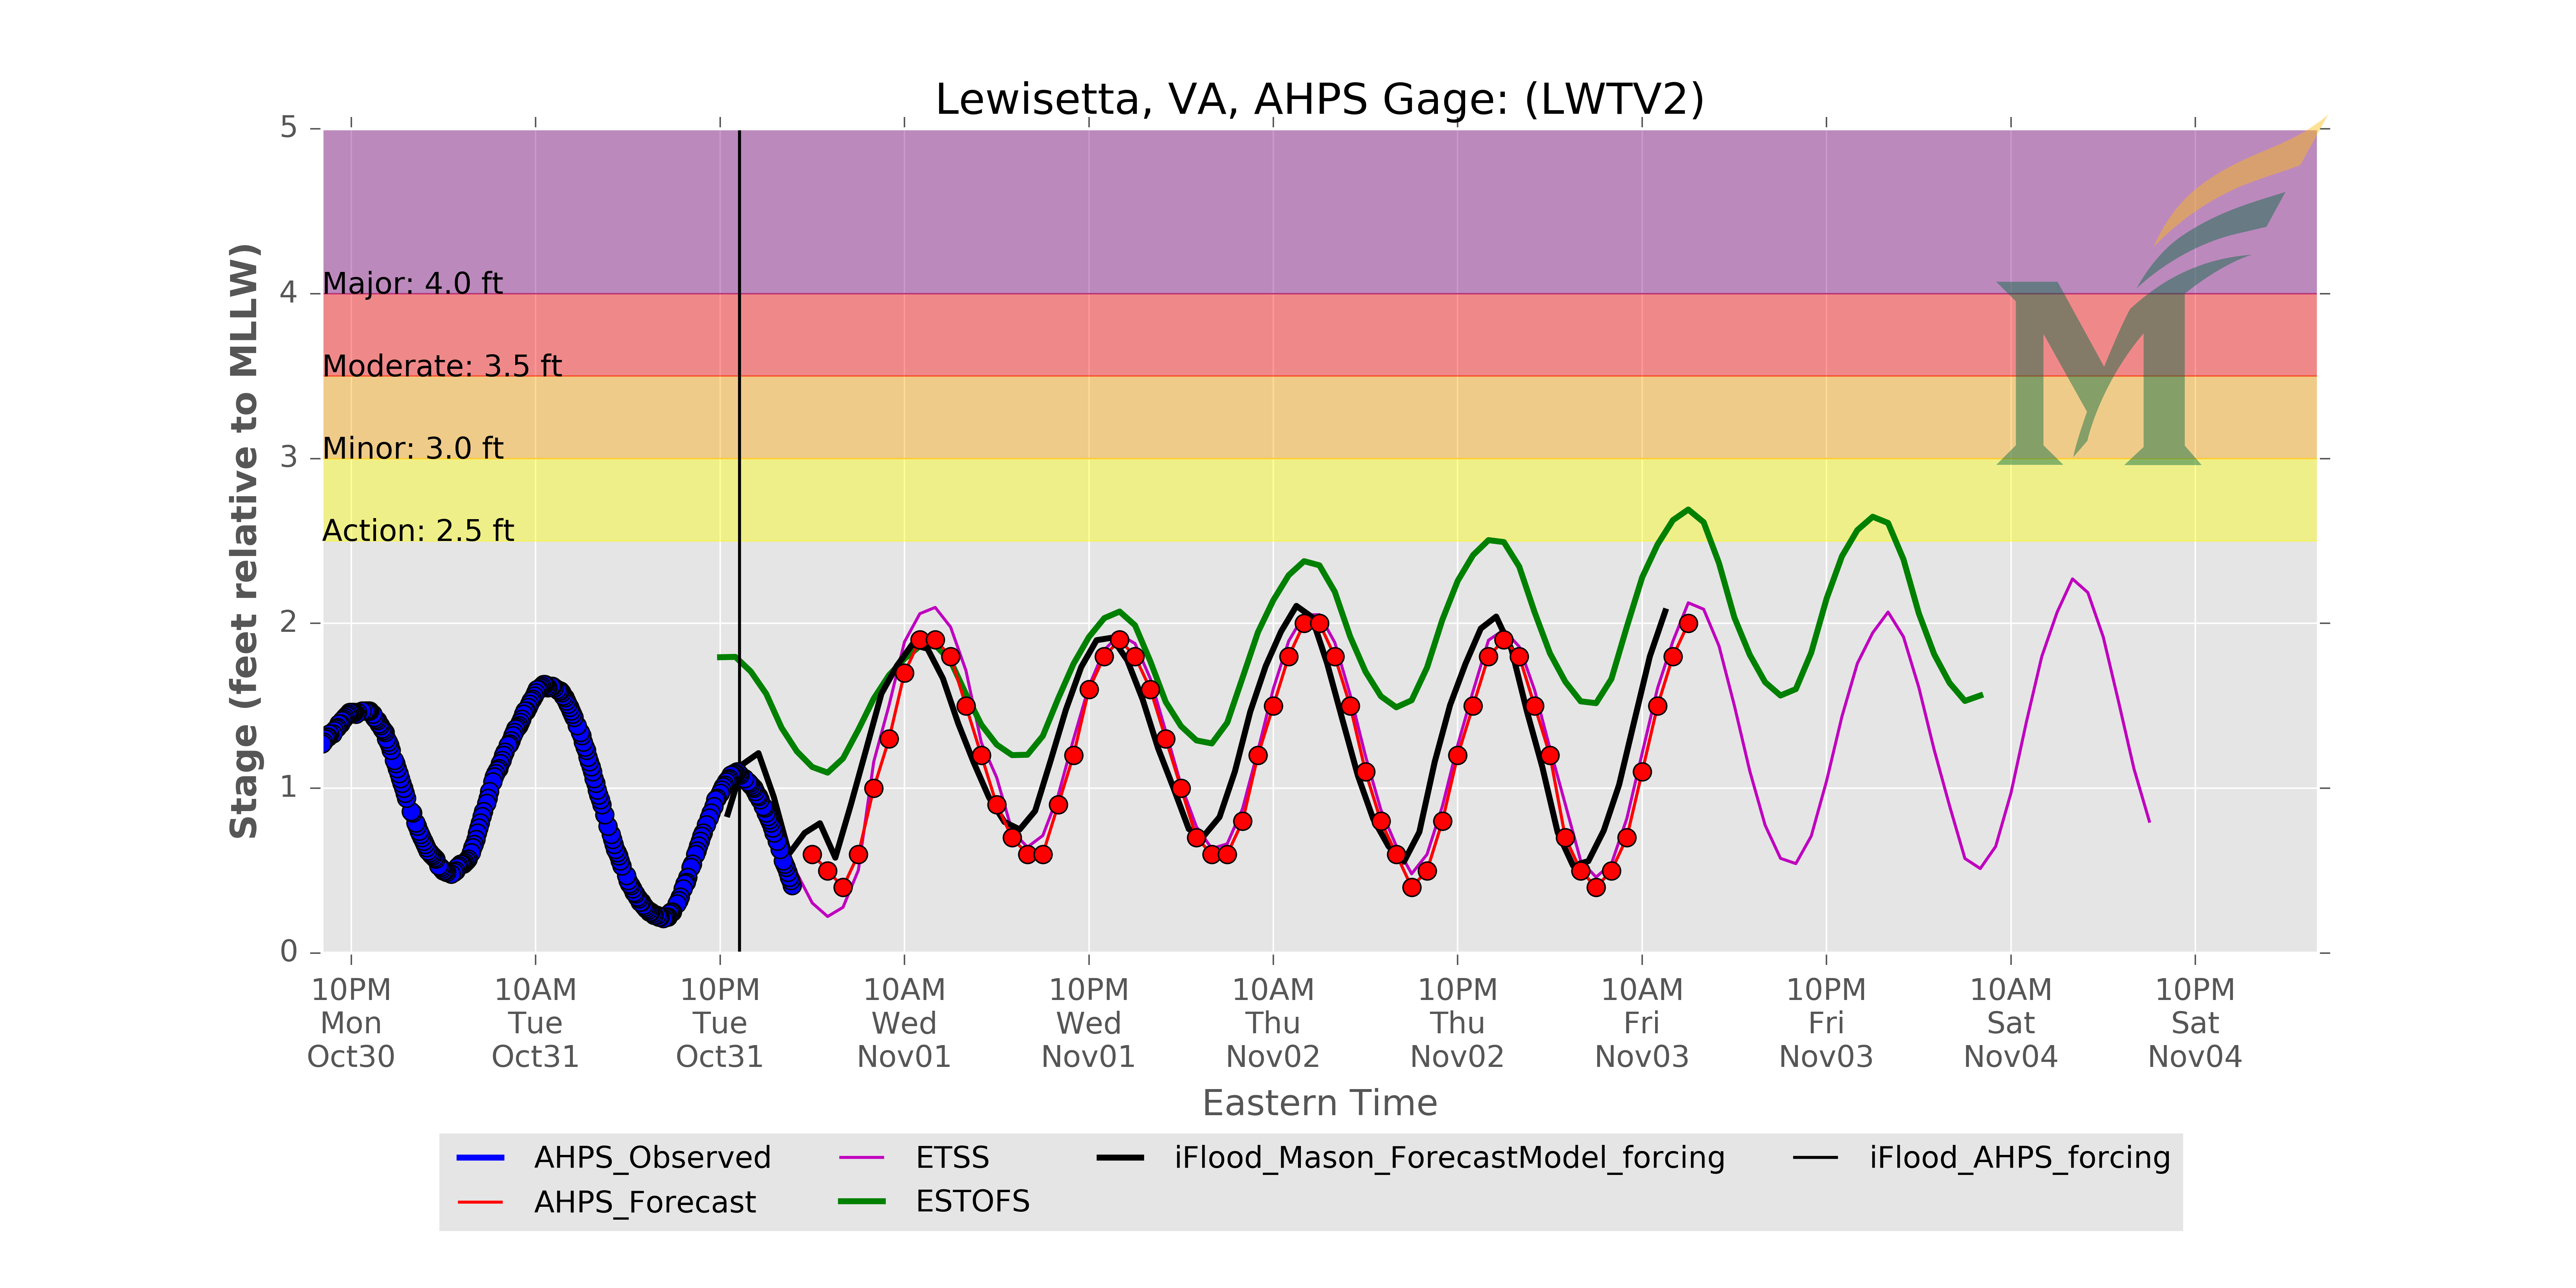 Lewisetta, VA, AHPS Gage: (LWTV2)
Stage (feet relative to MLLW)
5
4
3
2
1
0
Major: 4.0 ft
Moderate: 3.5 ft
Minor: 3.0 ft
Action: 2.5 ft
10PM
Mon
Oct30
10AM
Tue
Oct31
10PM
Tue
Oct31
10AM
Wed
Nov01
10PM
Wed
Nov01
10AM
Thu
Nov02
10PM
Thu
Nov02
10AM
Fri
Nov03
10PM
Fri
Nov03
10AM
Sat
Nov04
10PM
Sat
Nov04
Eastern Time
AHPS_Observed
AHPS_Forecast
ETSS
ESTOFS
iFlood_Mason_ForecastModel_forcing
iFlood_AHPS_forcing
M